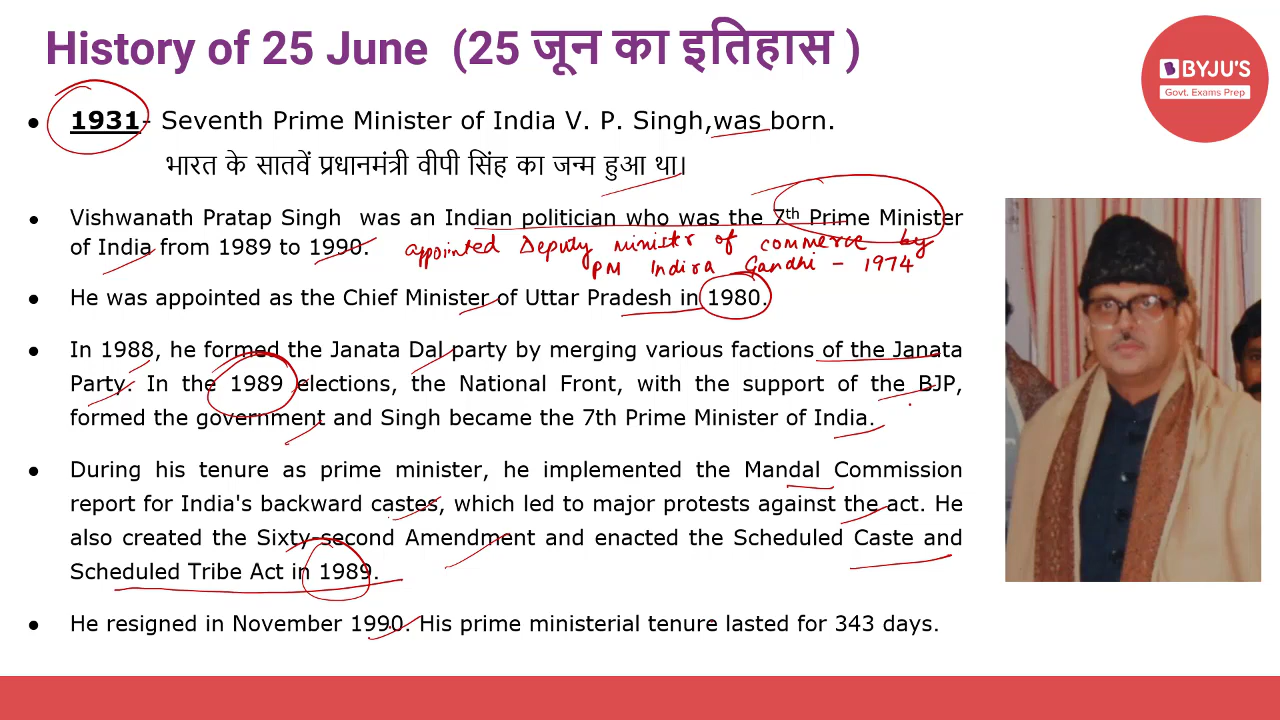 History of 25 June (25 जून का इतिहास )
BYJU'S
Govt. Exams Prep
• 1931- Seventh Prime Minister of India V. P. Singh,was born.
भारत के सातवें प्रधानमंत्री वीपी सिंह का जन्म हुआ था।
• Vishwanath Pratap Singh was an Indian politician who was the 7th Prime Minister
of India from 1989 to 1990. appointed Deputy minister of commerce by
PM Indira Gandhi - 1974
• He was appointed as the Chief Minister of Uttar Pradesh in 1980.
• In 1988, he formed the Janata Dal party by merging various factions of the Janata
Party. In the 1989 elections, the National Front, with the support of the BJP,
formed the government and Singh became the 7th Prime Minister of India.
• During his tenure as prime minister, he implemented the Mandal Commission
report for India's backward castes, which led to major protests against the act. He
also created the Sixty-second Amendment and enacted the Scheduled Caste and
Scheduled Tribe Act in 1989.
• He resigned in November 1990. His prime ministerial tenure lasted for 343 days.